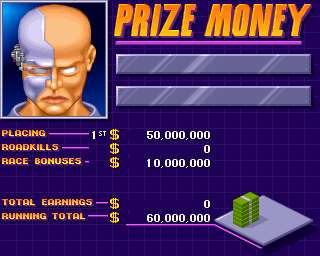 PRIZE MONEY
PLACING 1ST $ 50,000,000
ROADKILLS $ 0
RACE BONUSES $ 10,000,000
TOTAL EARNINGS $ 0
RUNNING TOTAL $ 60,000,000